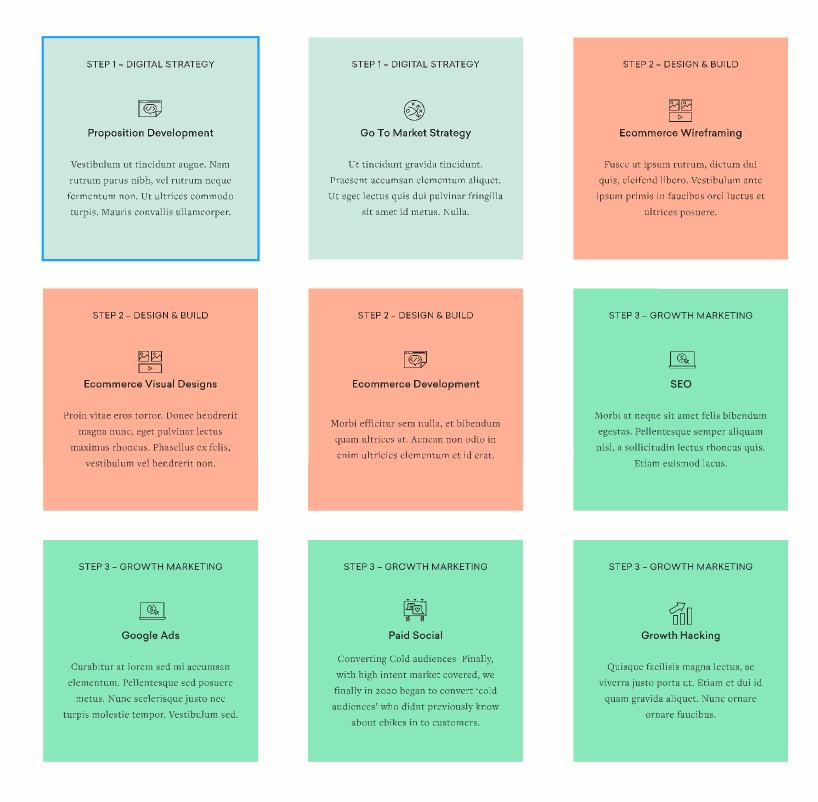 STEP 1 – DIGITAL STRATEGY
Proposition Development
Vestibulum ut tincidunt augue. Nam
rutrum purus nibh, vel rutrum neque
fermentum non. Ut ultrices commodo
turpis. Mauris convallis ullamcorper.
STEP 1 – DIGITAL STRATEGY
Go To Market Strategy
Ut tincidunt gravida tincidunt.
Praesent accumsan elementum aliquet.
Ut eget lectus quis dui pulvinar fringilla
sit amet id metus. Nulla.
STEP 2 – DESIGN & BUILD
Ecommerce Wireframing
Fusce ut ipsum rutrum, dictum dui
quis, eleifend libero. Vestibulum ante
ipsum primis in faucibus orci luctus et
ultrices posuere.
STEP 2 – DESIGN & BUILD
Ecommerce Visual Designs
Proin vitae eros tortor. Donec hendrerit
magna nunc, eget pulvinar lectus
maximus rhoncus. Phasellus ex felis,
vestibulum vel hendrerit non.
STEP 2 – DESIGN & BUILD
Ecommerce Development
Morbi efficitur sem nulla, et bibendum
quam ultrices at. Aenean non odio in
enim ultricies elementum et id erat.
STEP 3 – GROWTH MARKETING
SEO
Morbi at neque sit amet felis bibendum
egestas. Pellentesque semper aliquam
nisl, a sollicitudin lectus rhoncus quis.
Etiam euismod lacus.
STEP 3 – GROWTH MARKETING
Google Ads
Curabitur at lorem sed mi accumsan
elementum. Pellentesque sed posuere
metus. Nunc scelerisque justo nec
turpis molestie tempor. Vestibulum sed.
STEP 3 – GROWTH MARKETING
Paid Social
Converting Cold audiences  Finally,
with high intent market covered, we
finally in 2020 began to convert ‘cold
audiences’ who didnt previously know
about ebikes in to customers.
STEP 3 – GROWTH MARKETING
Growth Hacking
Quisque facilisis magna lectus, ac
viverra justo porta ut. Etiam et dui id
quam gravida aliquet. Nunc ornare
ornare faucibus.